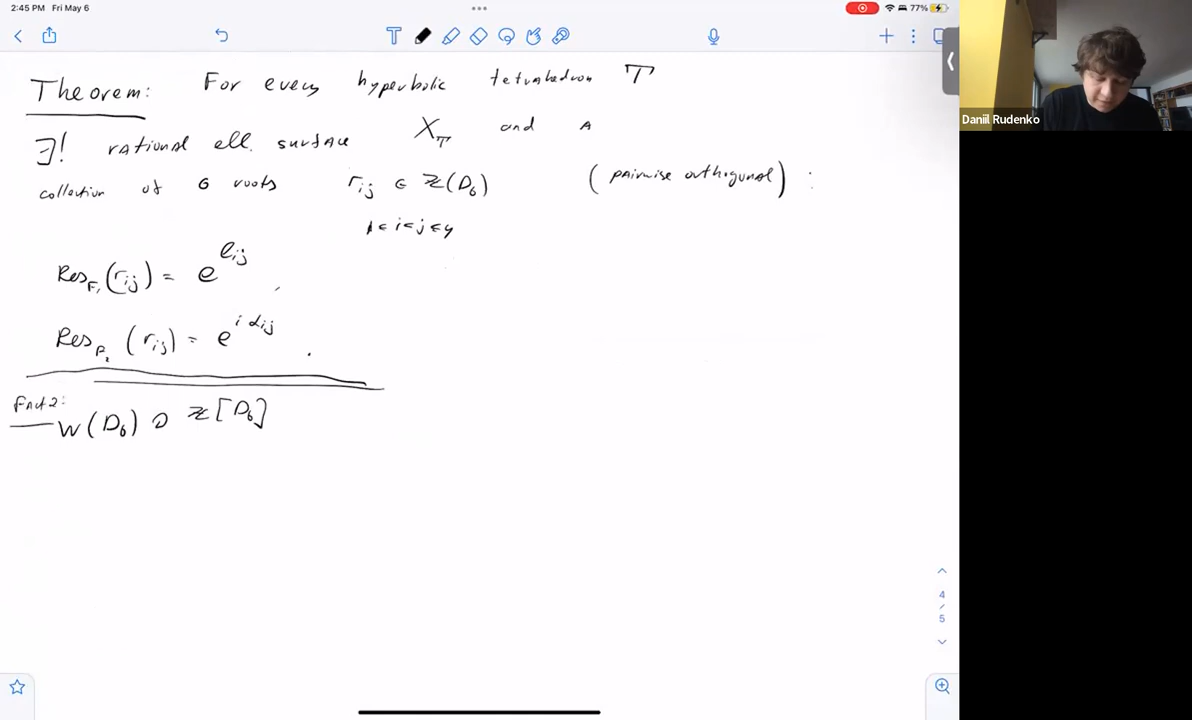 2:45 PM Fri May 6
77%
Theorem: For every hyperbolic tetrahedron T
∃! rational ell. surface X_T and a
collection of 6 roots r_ij ∈ Z(D_6) (pairwise orthogonal) :
1 ≤ i < j ≤ 4
Res_F1 (r_ij) = e^{l_ij} ,
Res_F2 (r_ij) = e^{i α_ij} .
Fact 2:
W(D_6) ⊃ Z[D_6]
Daniil Rudenko
4
5